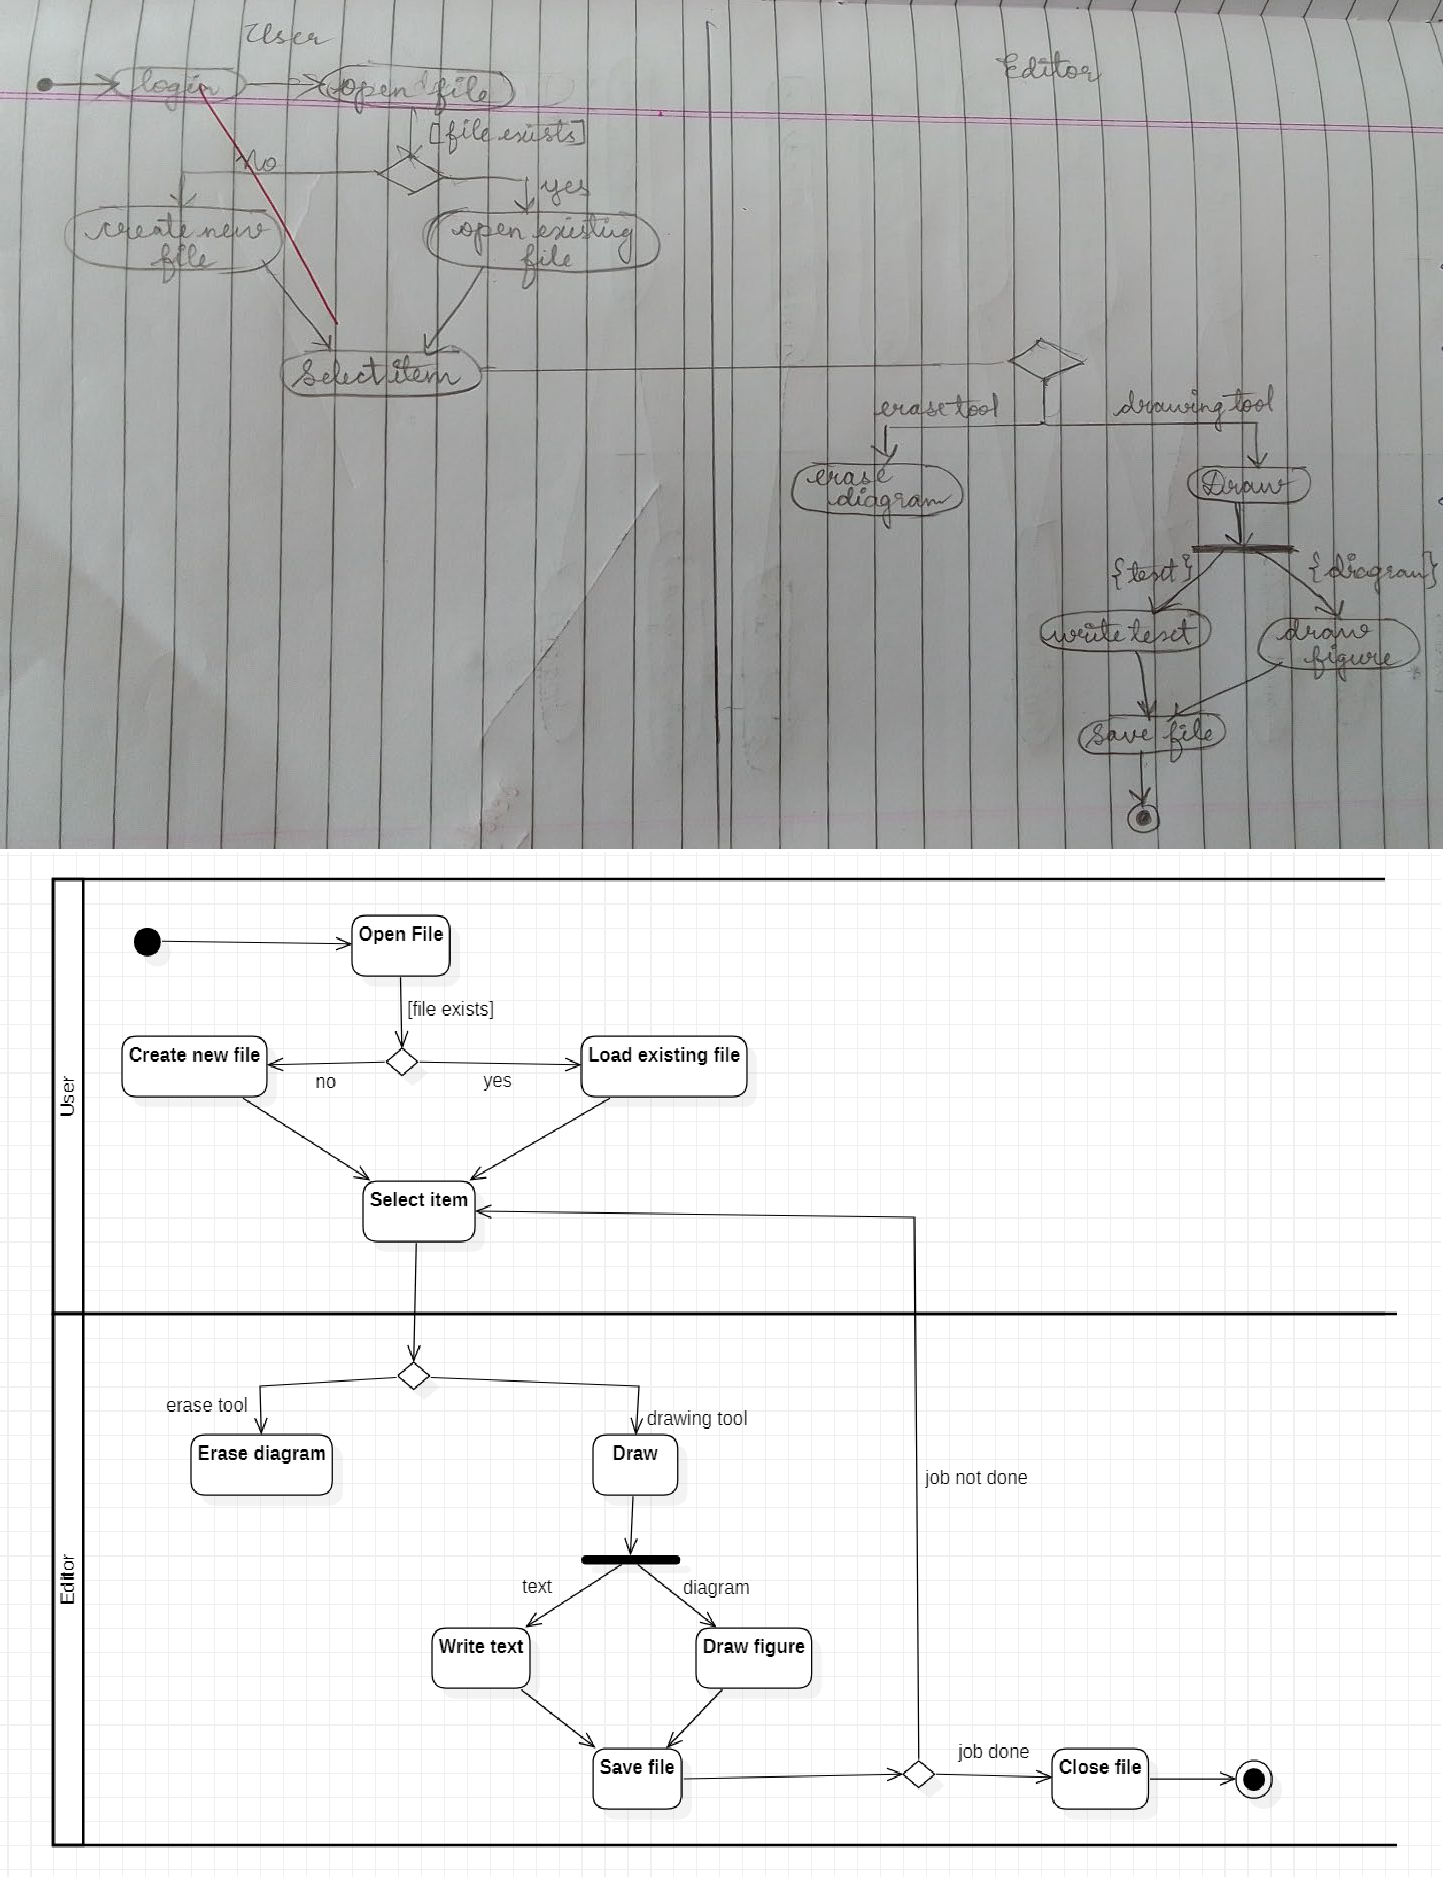 User
Editor
login
open file
[file exists]
No
yes
create new
file
open existing
file
Select item
erase tool
drawing tool
erase
diagram
Draw
{text}
{diagram}
write text
draw
figure
Save file
Open File
[file exists]
Create new file
Load existing file
no
yes
User
Select item
erase tool
drawing tool
Erase diagram
Draw
job not done
Editor
text
diagram
Write text
Draw figure
job done
Save file
Close file